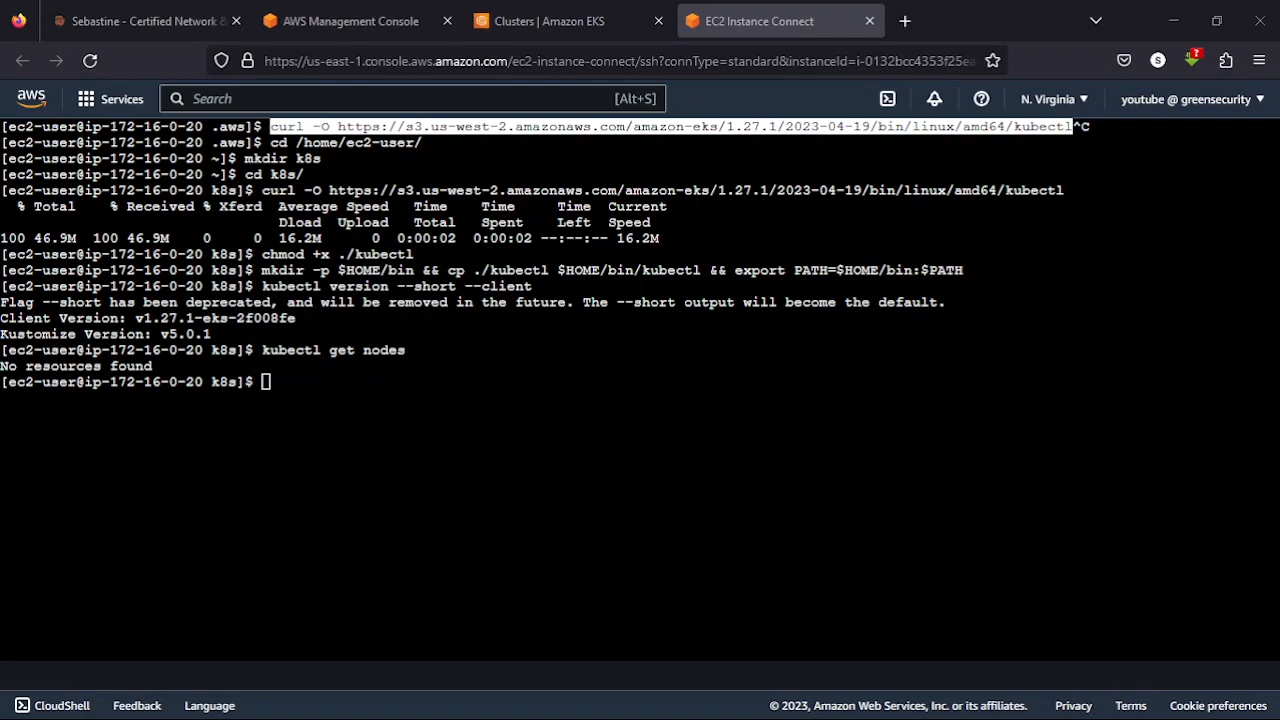 Sebastine - Certified Network &
AWS Management Console
Clusters | Amazon EKS
EC2 Instance Connect
https://us-east-1.console.aws.amazon.com/ec2-instance-connect/ssh?connType=standard&instanceId=i-0132bcc4353f25ea
aws
Services
Search
[Alt+S]
N. Virginia
youtube @ greensecurity
[ec2-user@ip-172-16-0-20 .aws]$ curl -O https://s3.us-west-2.amazonaws.com/amazon-eks/1.27.1/2023-04-19/bin/linux/amd64/kubectl^C
[ec2-user@ip-172-16-0-20 .aws]$ cd /home/ec2-user/
[ec2-user@ip-172-16-0-20 ~]$ mkdir k8s
[ec2-user@ip-172-16-0-20 ~]$ cd k8s/
[ec2-user@ip-172-16-0-20 k8s]$ curl -O https://s3.us-west-2.amazonaws.com/amazon-eks/1.27.1/2023-04-19/bin/linux/amd64/kubectl
% Total % Received % Xferd Average Speed Time Time Time Current
Dload Upload Total Spent Left Speed
100 46.9M 100 46.9M 0 0 16.2M 0 0:00:02 0:00:02 --:--:-- 16.2M
[ec2-user@ip-172-16-0-20 k8s]$ chmod +x ./kubectl
[ec2-user@ip-172-16-0-20 k8s]$ mkdir -p $HOME/bin && cp ./kubectl $HOME/bin/kubectl && export PATH=$HOME/bin:$PATH
[ec2-user@ip-172-16-0-20 k8s]$ kubectl version --short --client
Flag --short has been deprecated, and will be removed in the future. The --short output will become the default.
Client Version: v1.27.1-eks-2f008fe
Kustomize Version: v5.0.1
[ec2-user@ip-172-16-0-20 k8s]$ kubectl get nodes
No resources found
[ec2-user@ip-172-16-0-20 k8s]$
CloudShell
Feedback
Language
© 2023, Amazon Web Services, Inc. or its affiliates.
Privacy
Terms
Cookie preferences